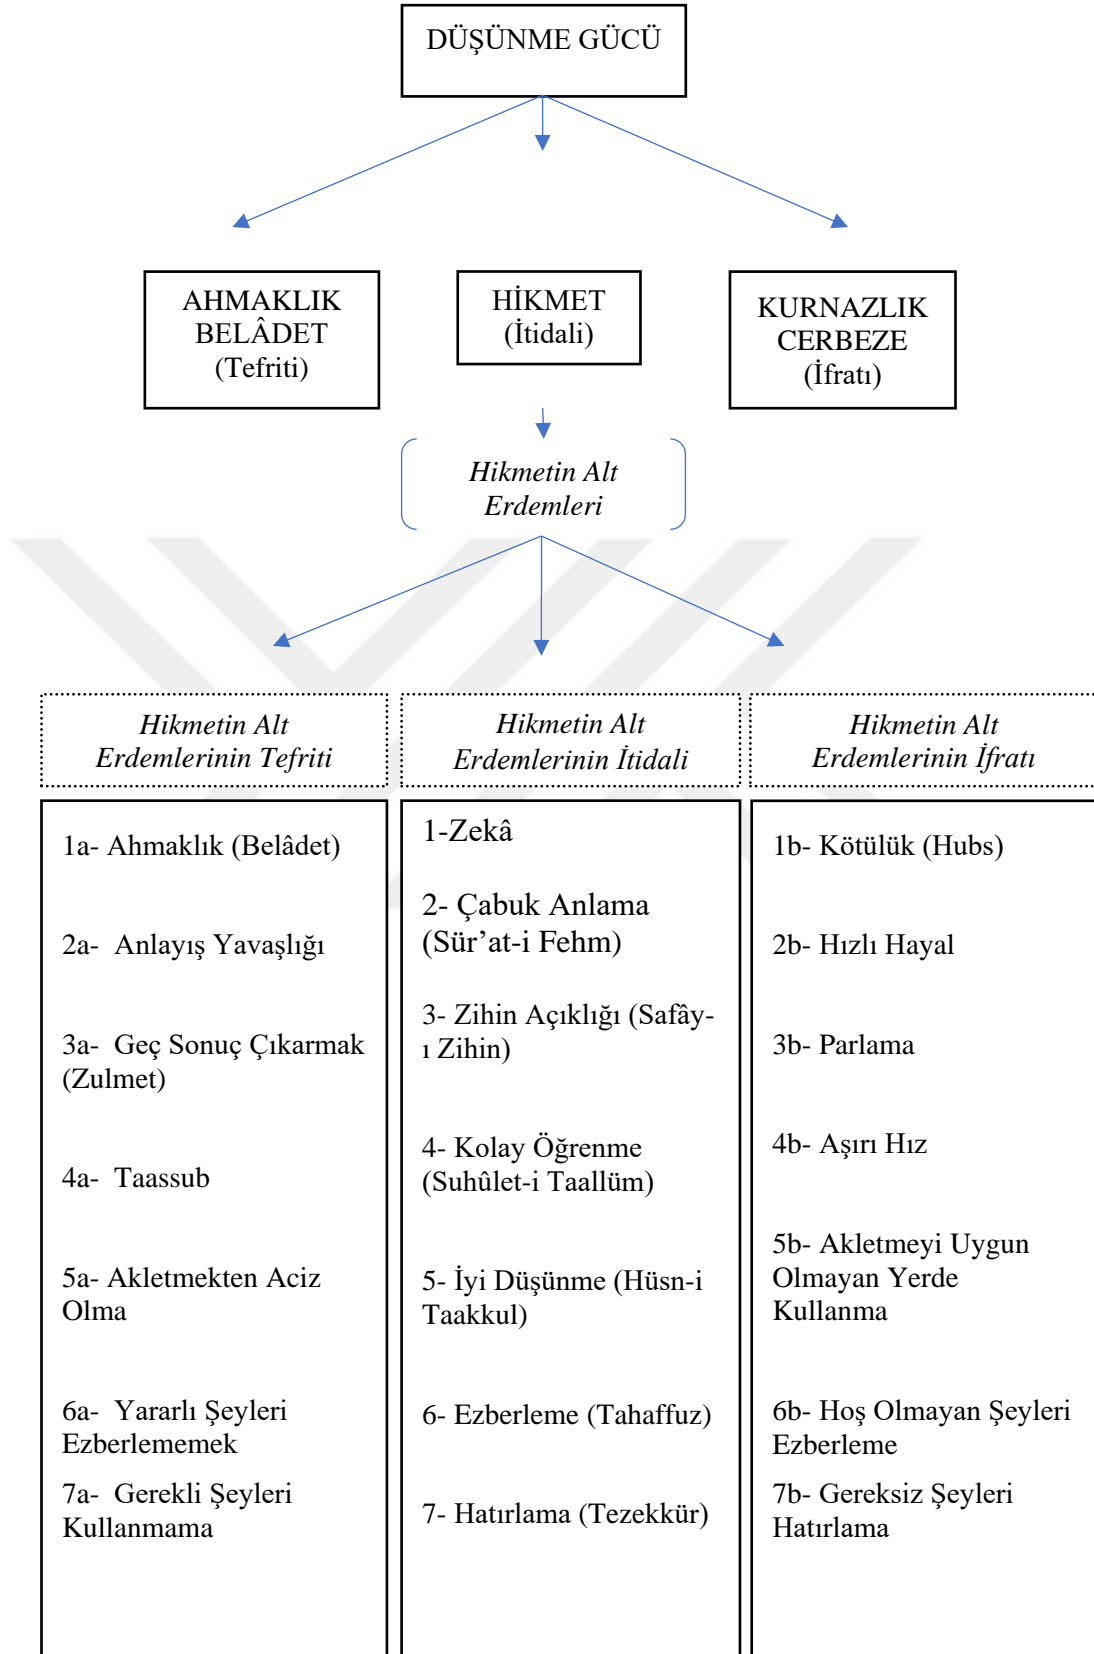 DÜŞÜNME GÜCÜ
AHMAKLIK
BELÂDET
(Tefriti)
HİKMET
(İtidali)
KURNAZLIK
CERBEZE
(İfratı)
Hikmetin Alt
Erdemleri
Hikmetin Alt
Erdemlerinin Tefriti
Hikmetin Alt
Erdemlerinin İtidali
Hikmetin Alt
Erdemlerinin İfratı
1a- Ahmaklık (Belâdet)
2a- Anlayış Yavaşlığı
3a- Geç Sonuç Çıkarmak
(Zulmet)
4a- Taassub
5a- Akletmekten Aciz
Olma
6a- Yararlı Şeyleri
Ezberlememek
7a- Gerekli Şeyleri
Kullanmama
1-Zekâ
2- Çabuk Anlama
(Sür’at-i Fehm)
3- Zihin Açıklığı (Safây-
ı Zihin)
4- Kolay Öğrenme
(Suhûlet-i Taallüm)
5- İyi Düşünme (Hüsn-i
Taakkul)
6- Ezberleme (Tahaffuz)
7- Hatırlama (Tezekkür)
1b- Kötülük (Hubs)
2b- Hızlı Hayal
3b- Parlama
4b- Aşırı Hız
5b- Akletmeyi Uygun
Olmayan Yerde
Kullanma
6b- Hoş Olmayan Şeyleri
Ezberleme
7b- Gereksiz Şeyleri
Hatırlama